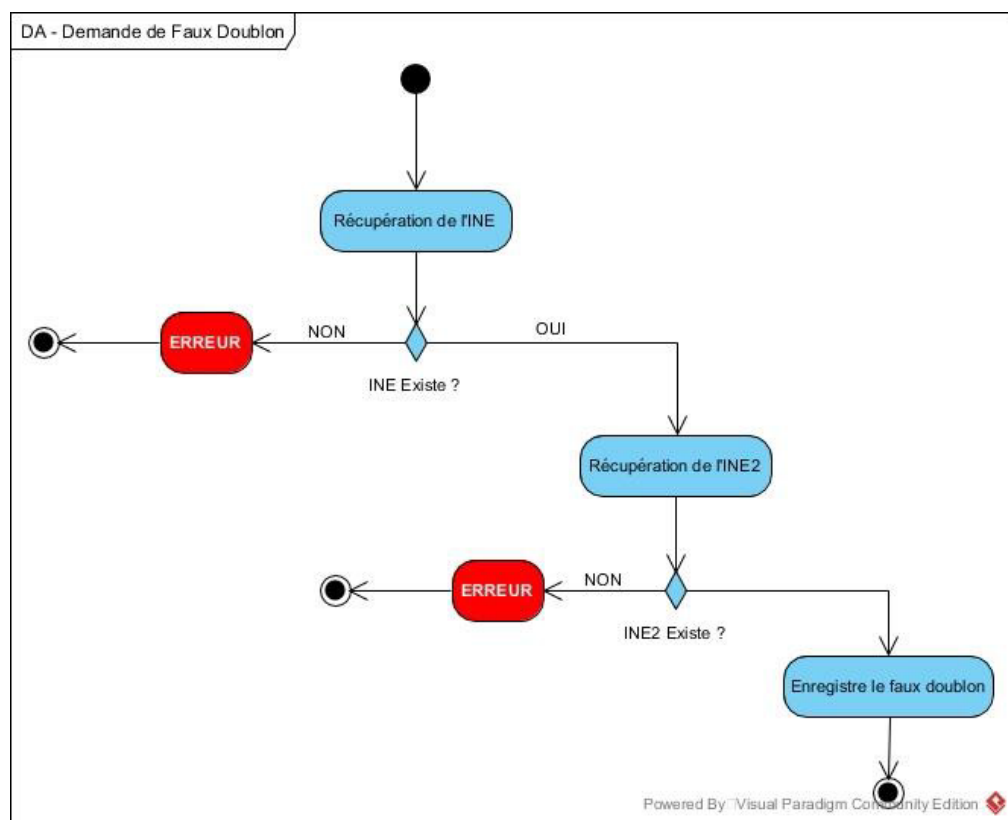 DA - Demande de Faux Doublon
Récupération de l'INE
ERREUR
NON
OUI
INE Existe ?
Récupération de l'INE2
ERREUR
NON
INE2 Existe ?
Enregistre le faux doublon
Powered By Visual Paradigm Community Edition